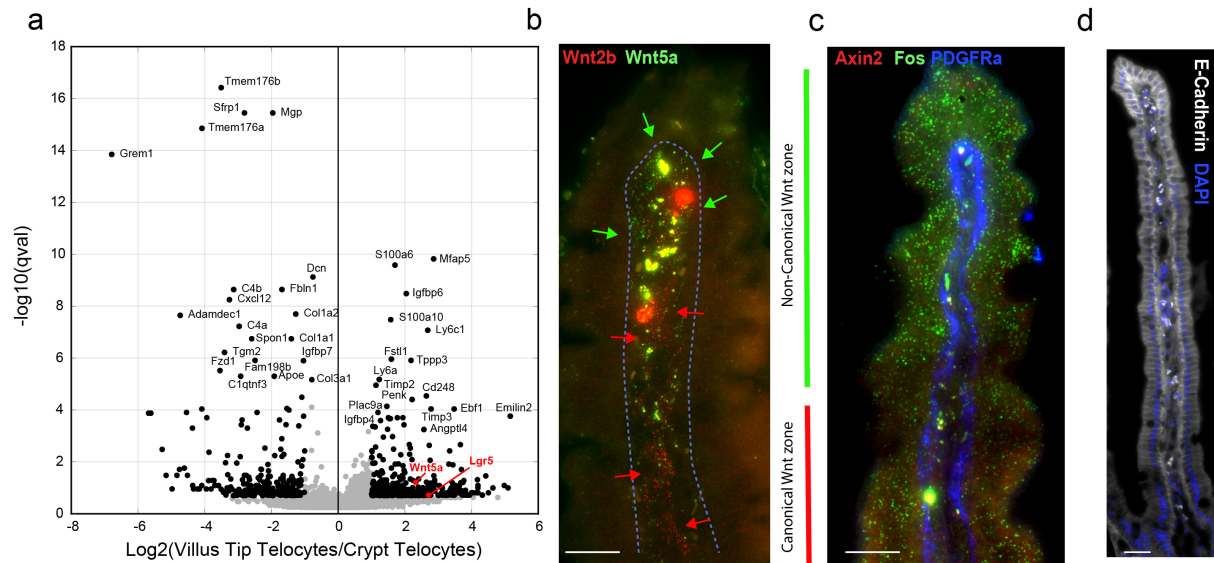 a
18
16
14
12
10
8
6
4
2
0
-8
-6
-4
-2
0
2
4
6
-log10(qval)
Log2(Villus Tip Telocytes/Crypt Telocytes)
Tmem176b
Sfrp1
Mgp
Tmem176a
Grem1
Dcn
C4b
Fbln1
Cxcl12
Adamdec1
Col1a2
C4a
Spon1
Col1a1
Tgm2
Igfbp7
Fzd1
Fam198b
C1qtnf3
Apoe
Col3a1
S100a6
Mfap5
Igfbp6
S100a10
Ly6c1
Fstl1
Tppp3
Ly6a
Timp2
Cd248
Penk
Plac9a
Timp3
Ebf1
Emilin2
Igfbp4
Angptl4
Wnt5a
Lgr5
b
Wnt2b Wnt5a
Non-Canonical Wnt zone
Canonical Wnt zone
c
Axin2 Fos PDGFRa
d
E-Cadherin
DAPI